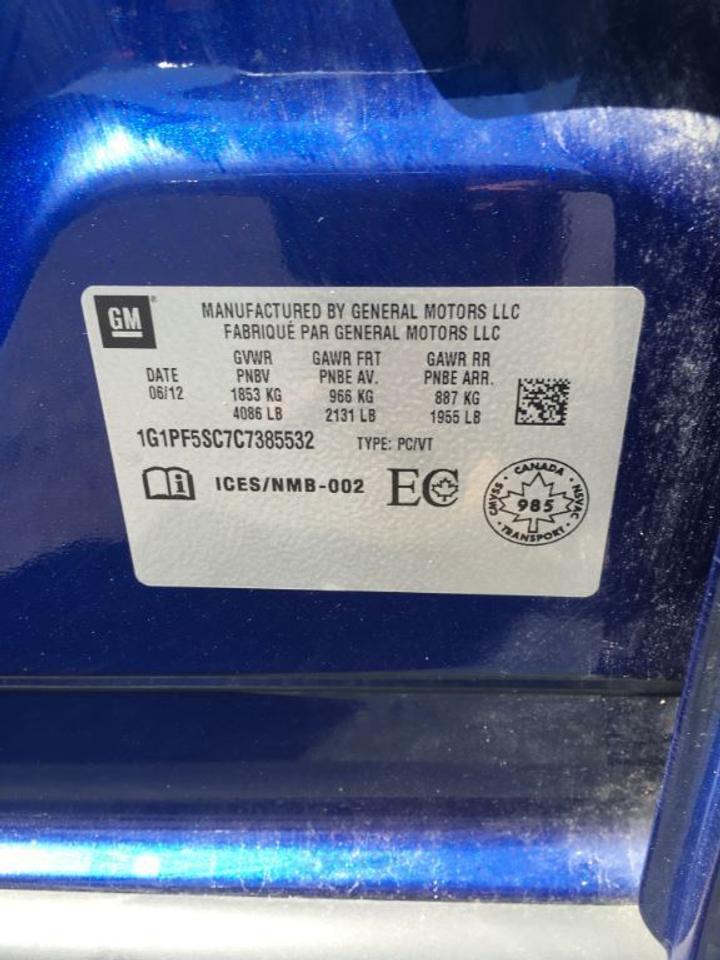 GM
MANUFACTURED BY GENERAL MOTORS LLC
FABRIQUÉ PAR GENERAL MOTORS LLC
GVWR GAWR FRT GAWR RR
DATE PNBV PNBE AV. PNBE ARR.
06/12 1853 KG 966 KG 887 KG
4086 LB 2131 LB 1955 LB
1G1PF5SC7C7385532 TYPE: PC/VT
i ICES/NMB-002 EC
CANADA
CMVSS 985 NSVAC
TRANSPORT